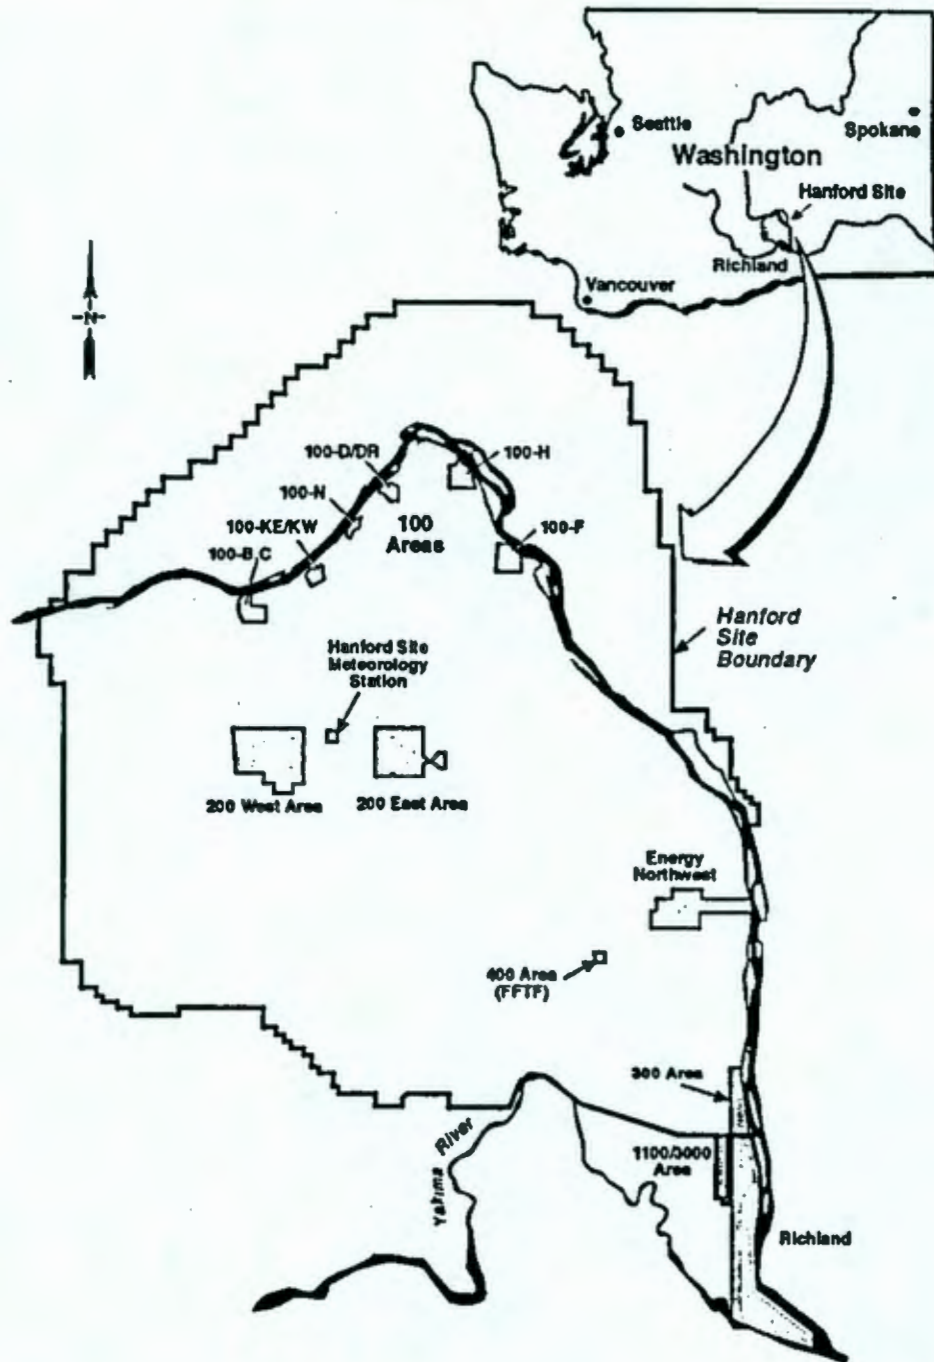 Seattle
Spokane
Washington
Hanford Site
Richland
Vancouver
N
100-D/DR
100-H
100-N
100-KE/KW
100
Areas
100-F
100-B,C
Hanford
Site
Boundary
Hanford Site
Meteorology
Station
200 West Area
200 East Area
Energy
Northwest
400 Area
(FFTF)
300 Area
Yakima River
1100/3000
Area
Richland